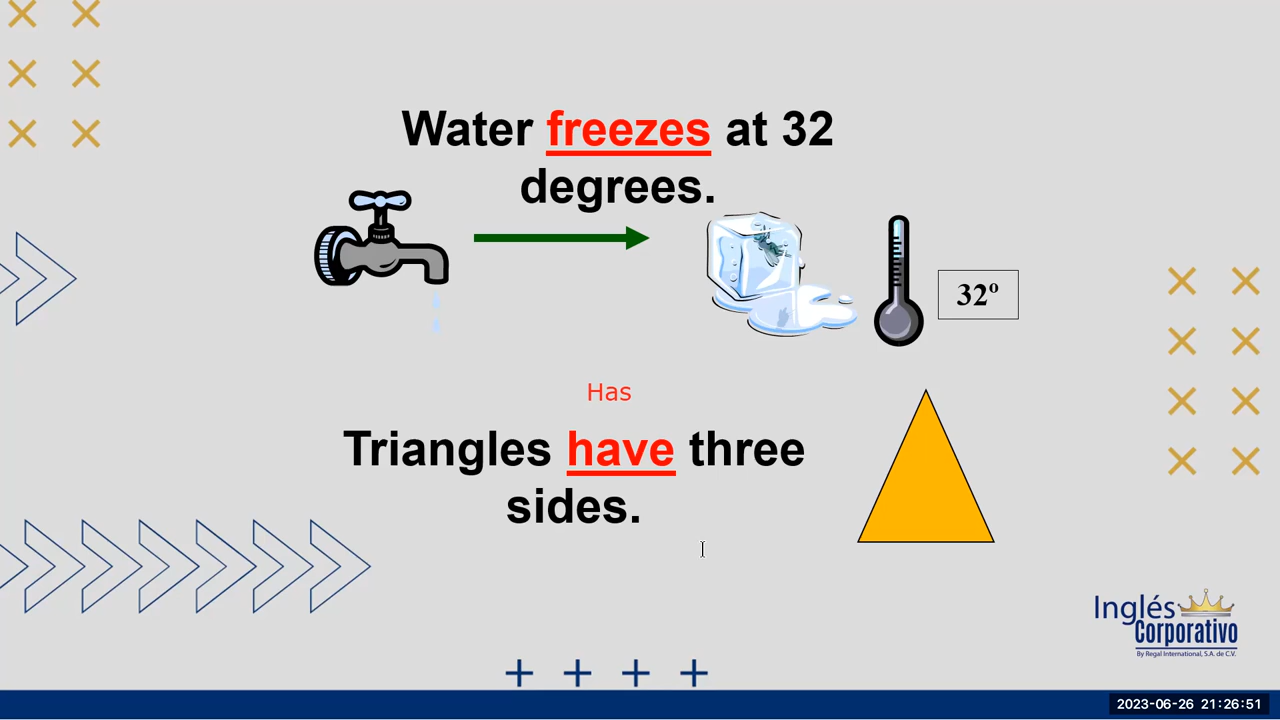 Water freezes at 32
degrees.
32º
Has
Triangles have three
sides.
Inglés
Corporativo
By Regal International, S.A. de C.V.
2023-06-26 21:26:51